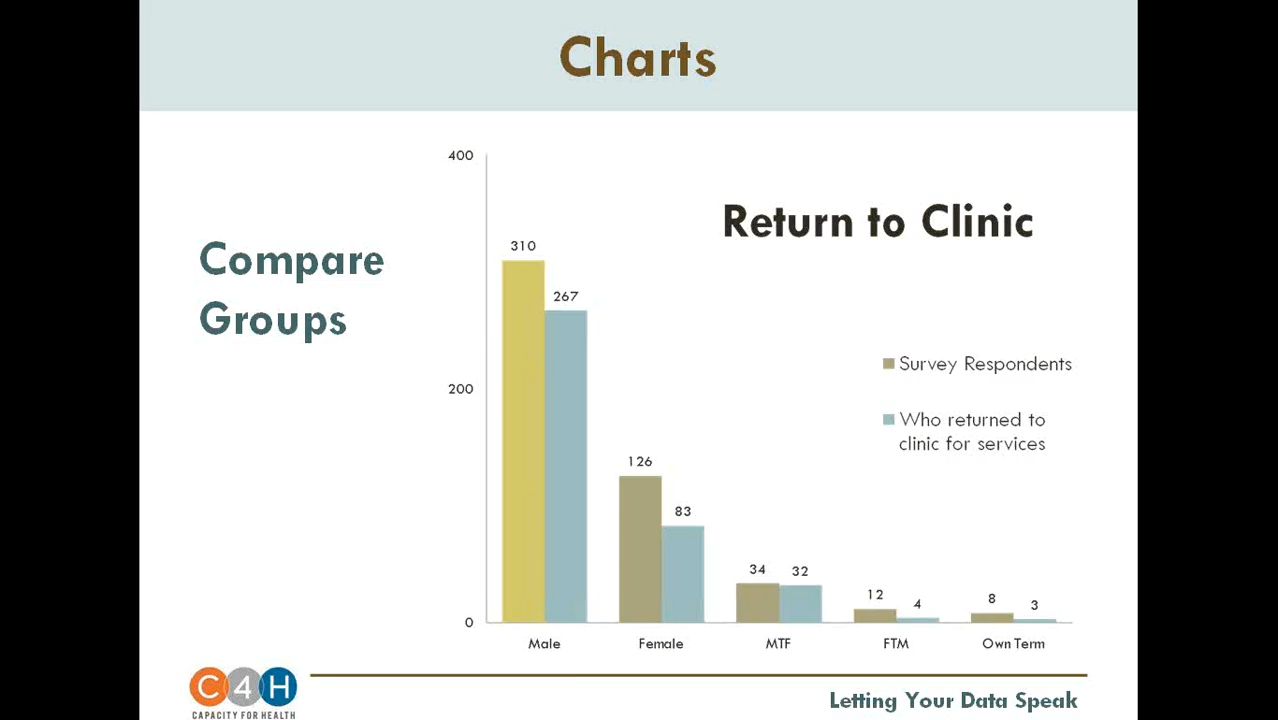 Charts
Compare
Groups
Return to Clinic
400
200
0
310
267
126
83
34
32
12
4
8
3
Survey Respondents
Who returned to
clinic for services
Male
Female
MTF
FTM
Own Term
C4H
CAPACITY FOR HEALTH
Letting Your Data Speak